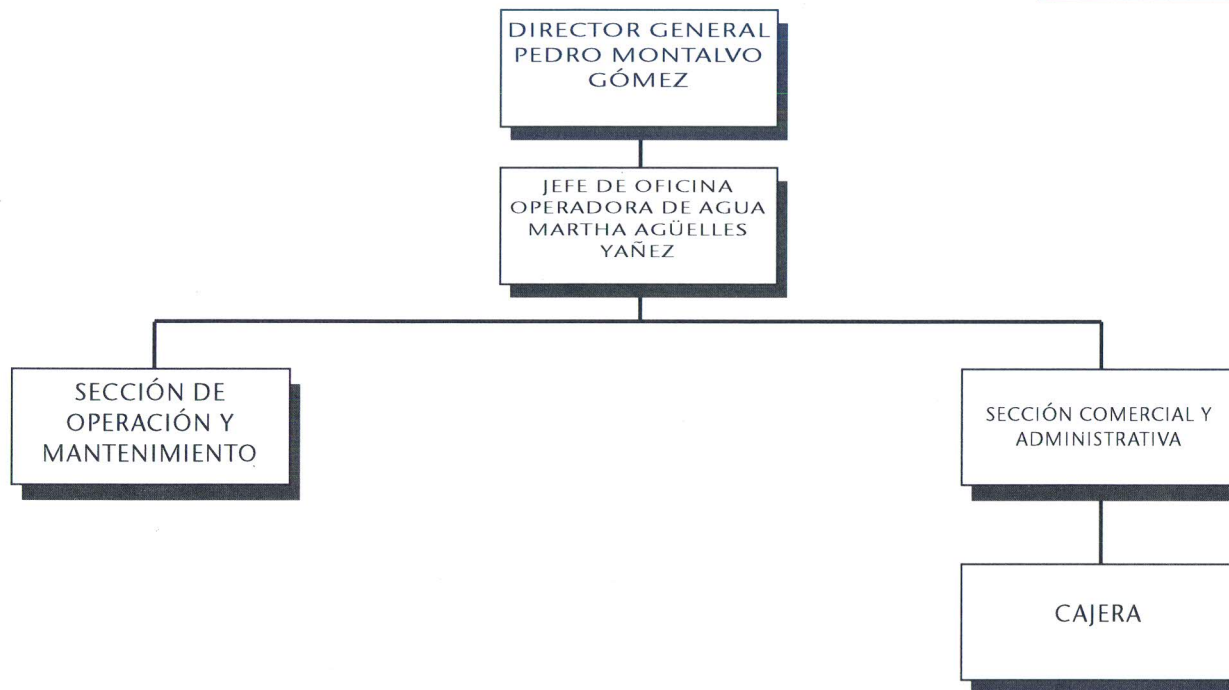 DIRECTOR GENERAL
PEDRO MONTALVO
GÓMEZ
JEFE DE OFICINA
OPERADORA DE AGUA
MARTHA AGÜELLES
YAÑEZ
SECCIÓN DE
OPERACIÓN Y
MANTENIMIENTO
SECCIÓN COMERCIAL Y
ADMINISTRATIVA
CAJERA